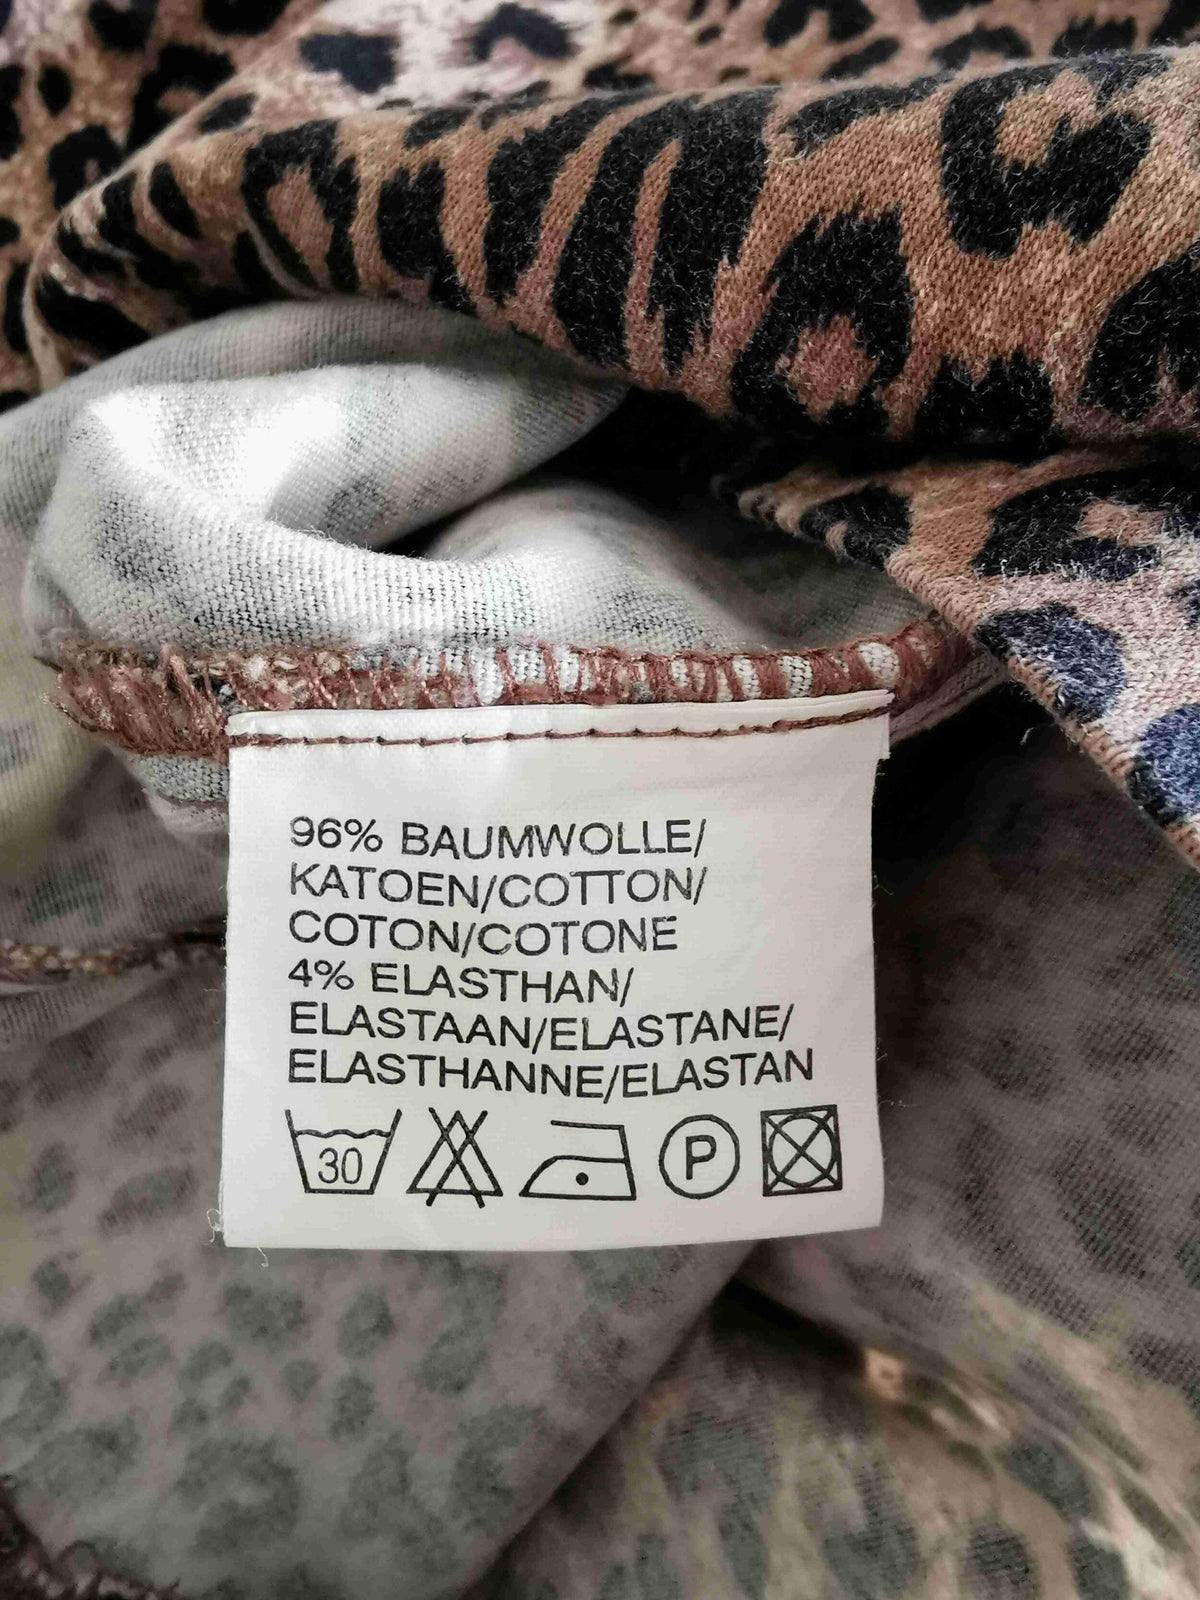 96% BAUMWOLLE/
KATOEN/COTTON/
COTON/COTONE
4% ELASTHAN/
ELASTAAN/ELASTANE/
ELASTHANNE/ELASTAN
30 P